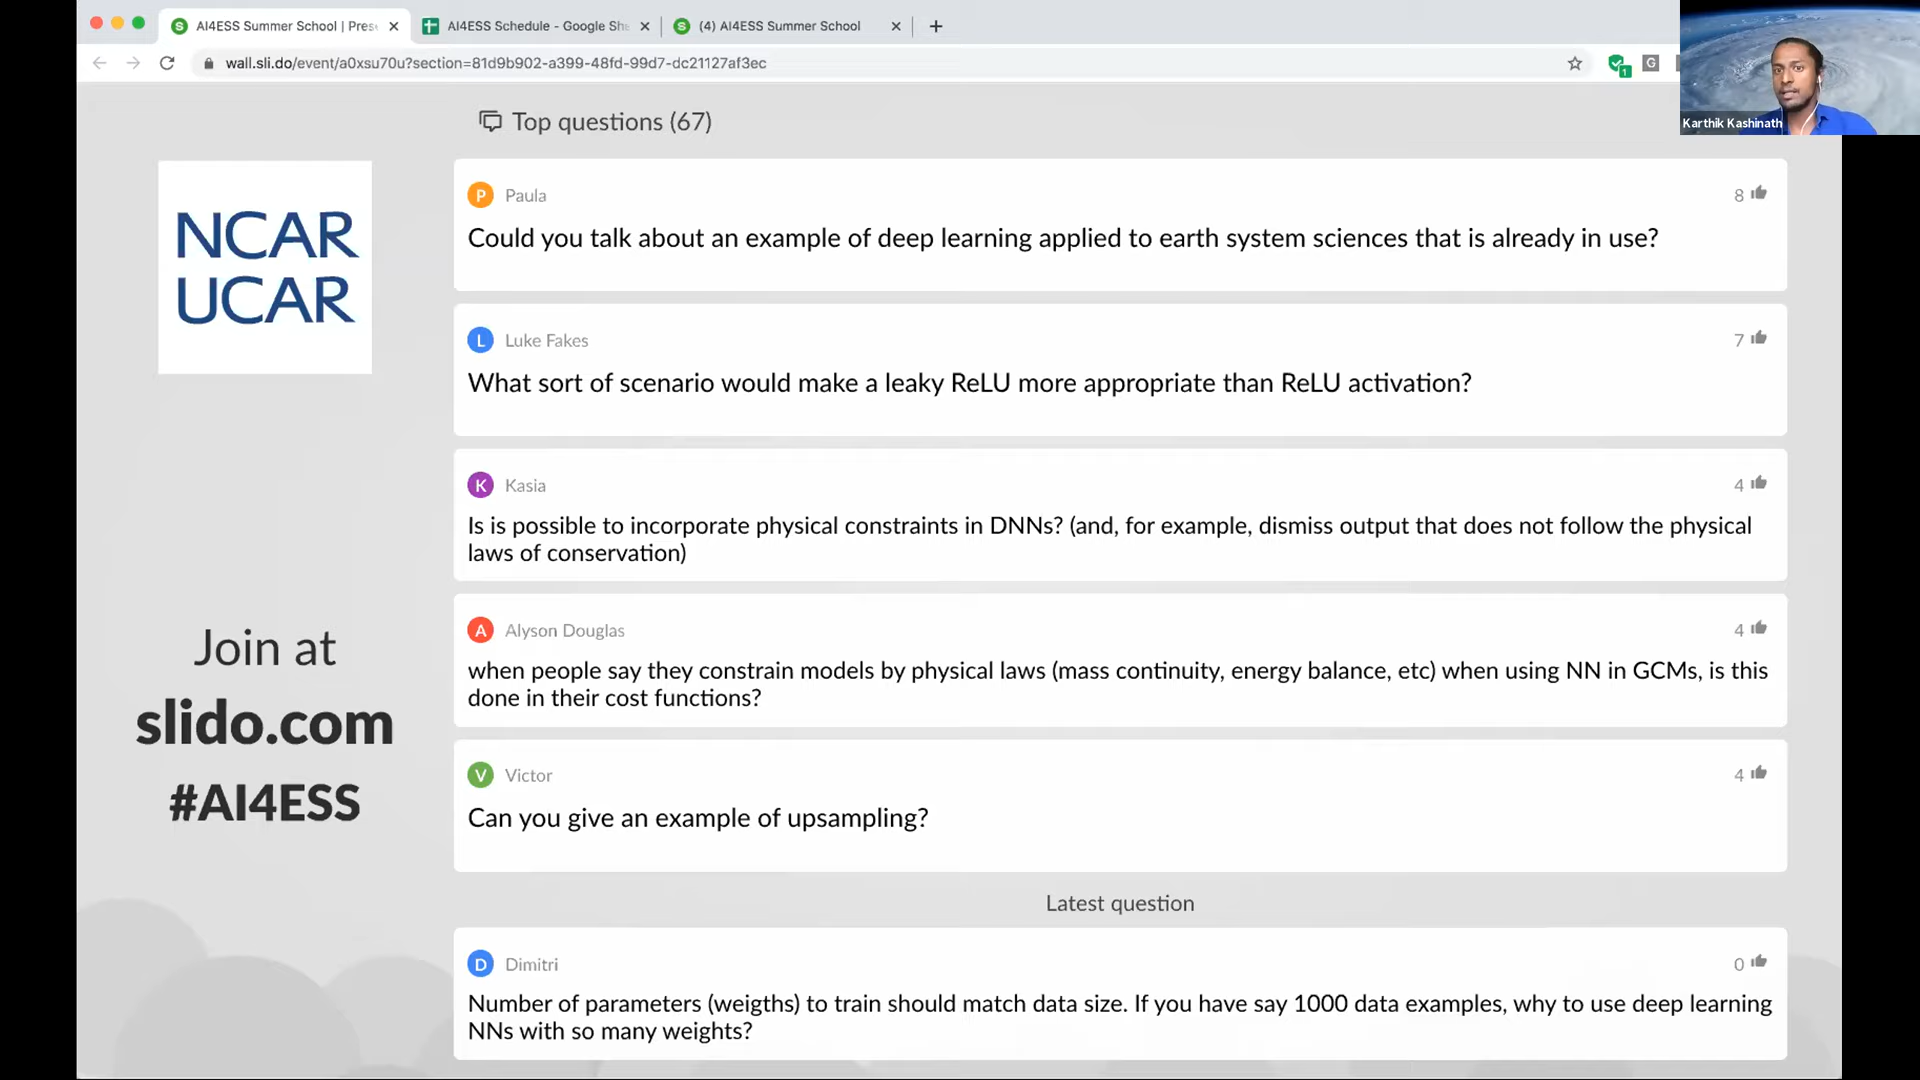 AI4ESS Summer School | Prese
AI4ESS Schedule - Google She
(4) AI4ESS Summer School
wall.sli.do/event/a0xsu70u?section=81d9b902-a399-48fd-99d7-dc21127af3ec
1
G
Karthik Kashinath
Top questions (67)
NCAR
UCAR
Join at
slido.com
#AI4ESS
P
Paula
8
Could you talk about an example of deep learning applied to earth system sciences that is already in use?
L
Luke Fakes
7
What sort of scenario would make a leaky ReLU more appropriate than ReLU activation?
K
Kasia
4
Is is possible to incorporate physical constraints in DNNs? (and, for example, dismiss output that does not follow the physical
laws of conservation)
A
Alyson Douglas
4
when people say they constrain models by physical laws (mass continuity, energy balance, etc) when using NN in GCMs, is this
done in their cost functions?
V
Victor
4
Can you give an example of upsampling?
Latest question
D
Dimitri
0
Number of parameters (weigths) to train should match data size. If you have say 1000 data examples, why to use deep learning
NNs with so many weights?